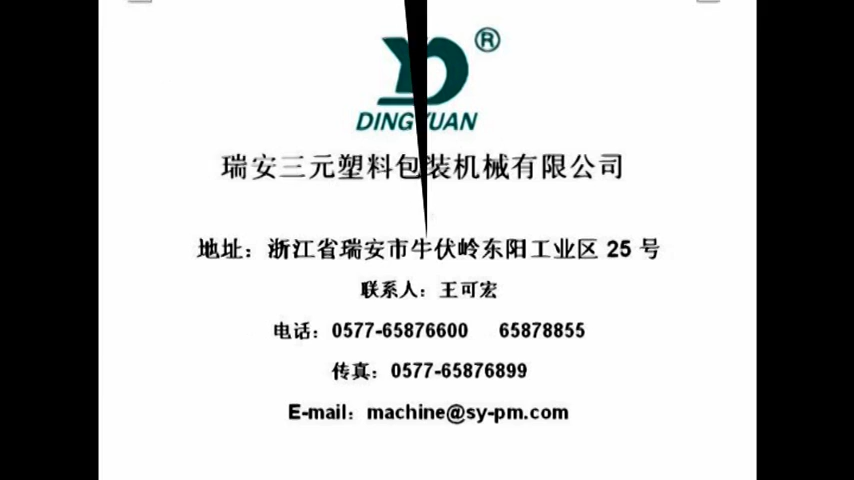 ®
DINGYUAN
瑞安三元塑料包装机械有限公司
地址：浙江省瑞安市牛伏岭东阳工业区 25 号
联系人：王可宏
电话：0577-65876600 65878855
传真：0577-65876899
E-mail：machine@sy-pm.com